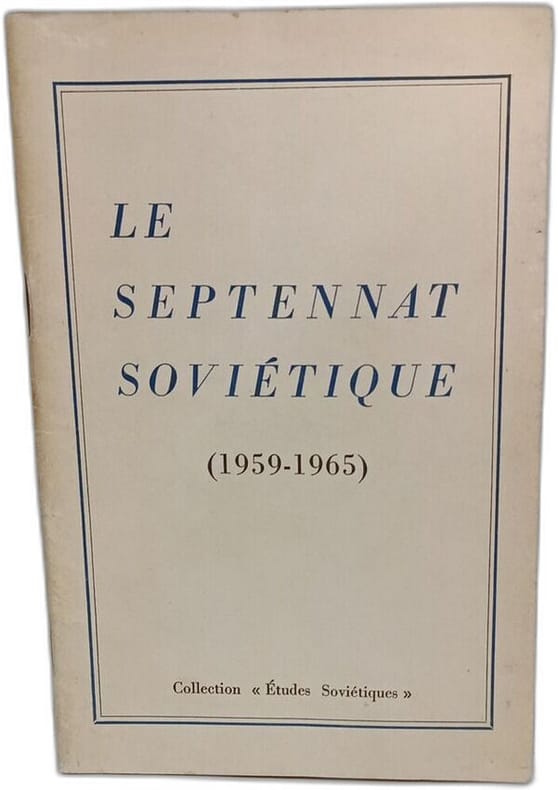 LE
SEPTENNAT
SOVIÉTIQUE
(1959-1965)
Collection « Études Soviétiques »